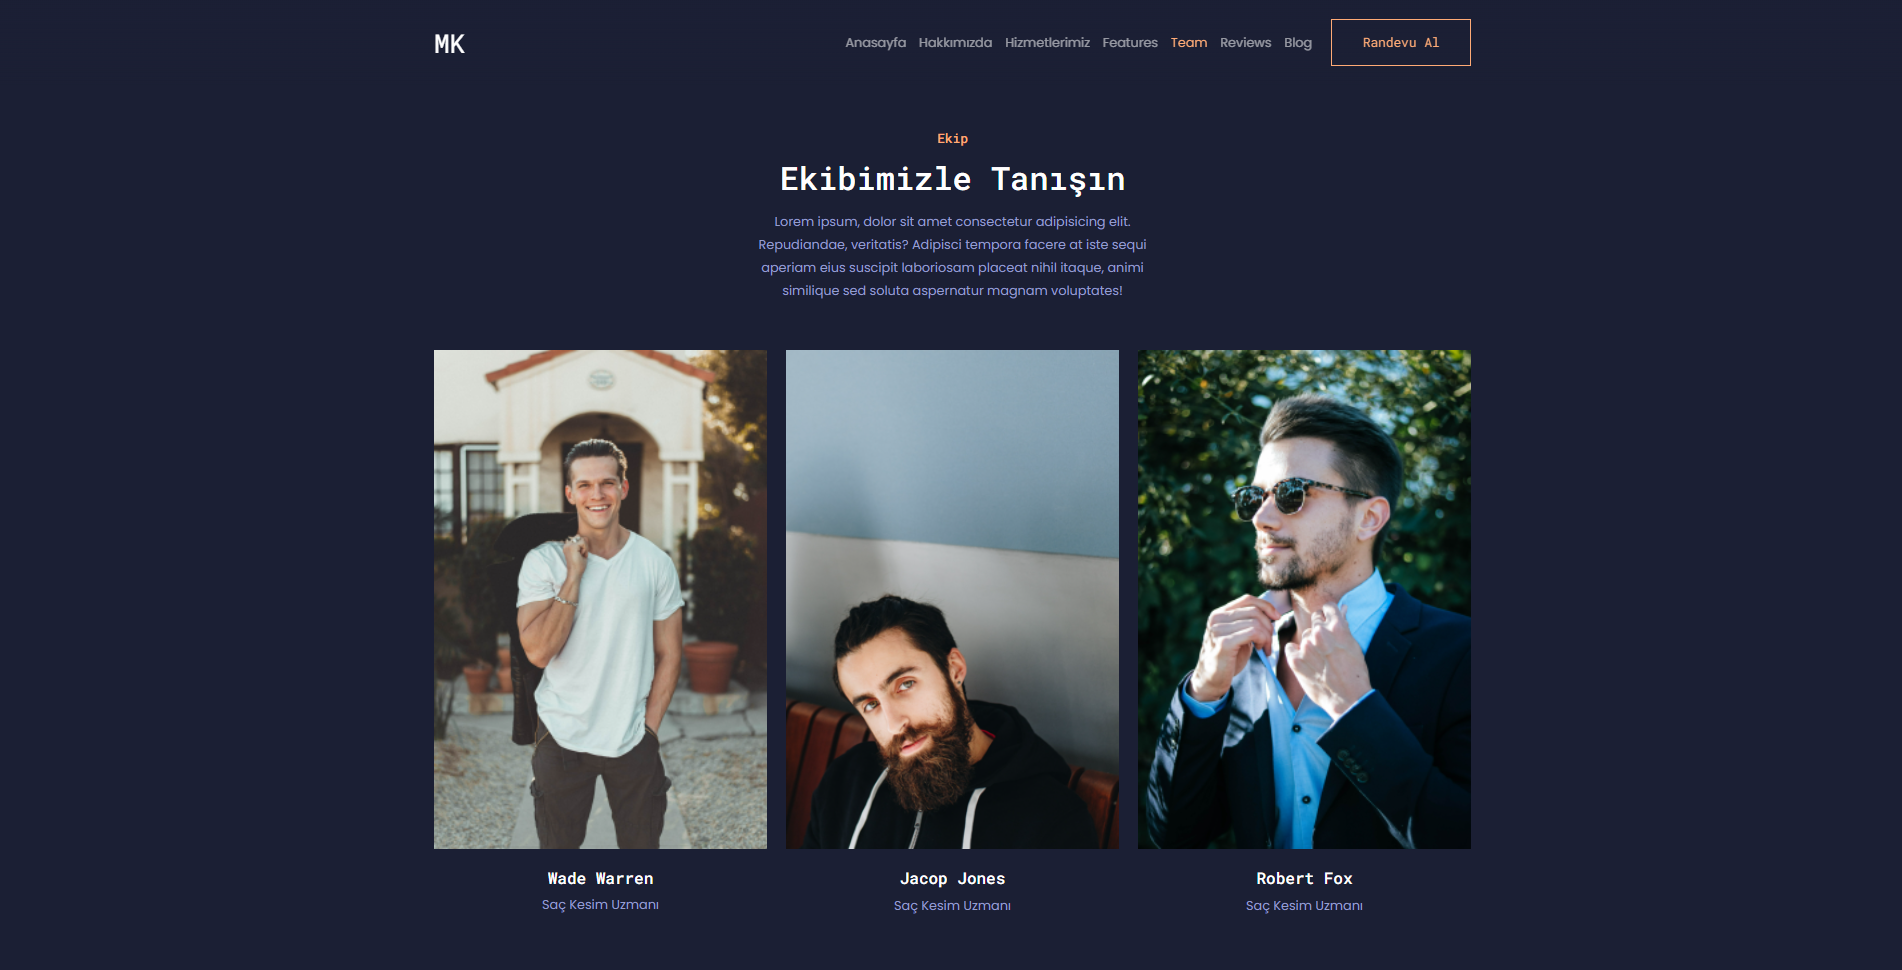 MK
Anasayfa Hakkımızda Hizmetlerimiz Features Team Reviews Blog Randevu Al
Ekip
Ekibimizle Tanışın
Lorem ipsum, dolor sit amet consectetur adipisicing elit.
Repudiandae, veritatis? Adipisci tempora facere at iste sequi
aperiam eius suscipit laboriosam placeat nihil itaque, animi
similique sed soluta aspernatur magnam voluptates!
Wade Warren
Saç Kesim Uzmanı
Jacop Jones
Saç Kesim Uzmanı
Robert Fox
Saç Kesim Uzmanı